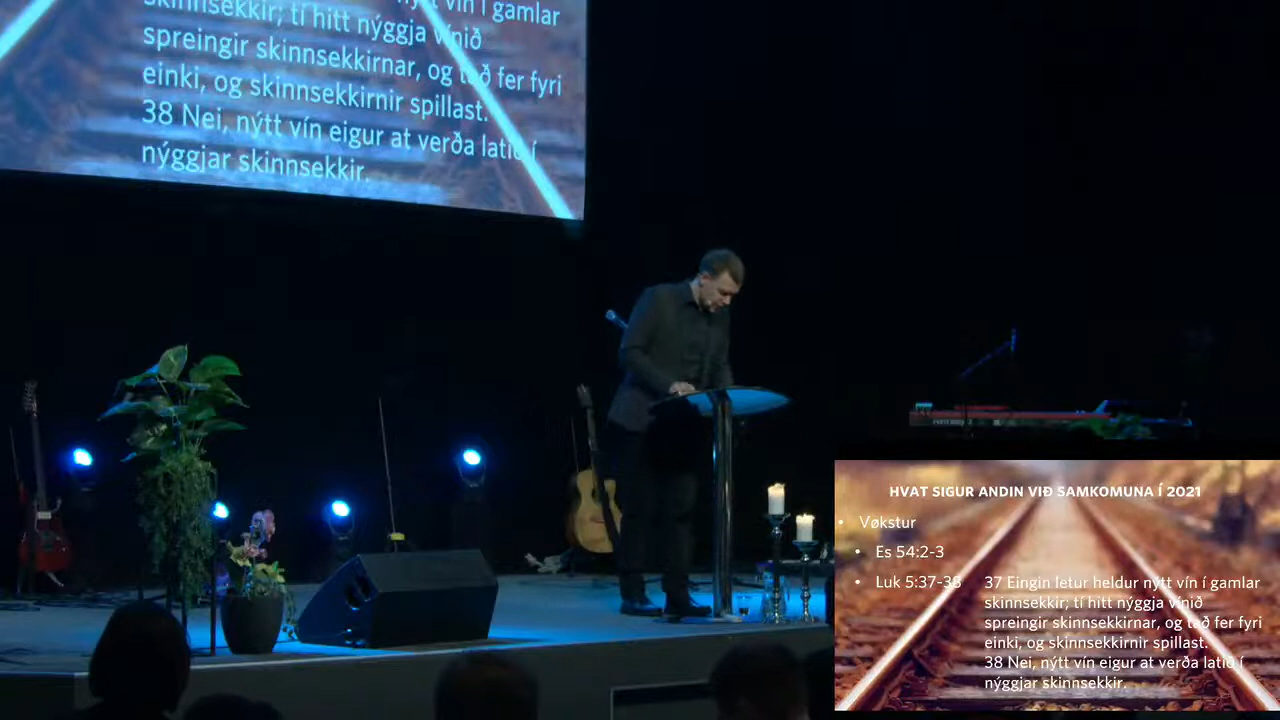 nýtt vín í gamlar
skinnsekkir; tí hitt nýggja vínið
spreingir skinnsekkirnar, og tað fer fyri
einki, og skinnsekkirnir spillast.
38 Nei, nýtt vín eigur at verða latið í
nýggjar skinnsekkir.
HVAT SIGUR ANDIN VIÐ SAMKOMUNA Í 2021
• Vøkstur
• Es 54:2-3
• Luk 5:37-38
37 Eingin letur heldur nýtt vín í gamlar
skinnsekkir; tí hitt nýggja vínið
spreingir skinnsekkirnar, og tað fer fyri
einki, og skinnsekkirnir spillast.
38 Nei, nýtt vín eigur at verða latið í
nýggjar skinnsekkir.